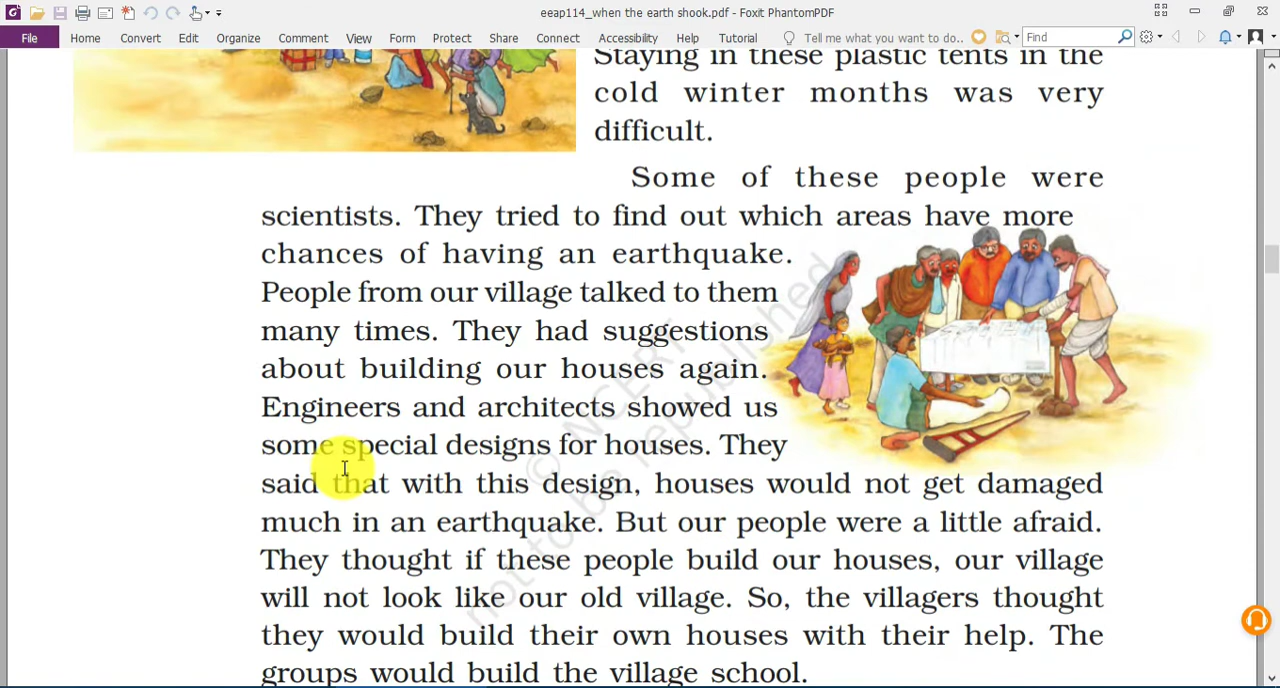 eeap114_when the earth shook.pdf - Foxit PhantomPDF
File Home Convert Edit Organize Comment View Form Protect Share Connect Accessibility Help Tutorial Tell me what you want to do.. Find
Staying in these plastic tents in the
cold winter months was very
difficult.
Some of these people were
scientists. They tried to find out which areas have more
chances of having an earthquake.
People from our village talked to them
many times. They had suggestions
about building our houses again.
Engineers and architects showed us
some special designs for houses. They
said that with this design, houses would not get damaged
much in an earthquake. But our people were a little afraid.
They thought if these people build our houses, our village
will not look like our old village. So, the villagers thought
they would build their own houses with their help. The
groups would build the village school.
© NCERT
not to be republished